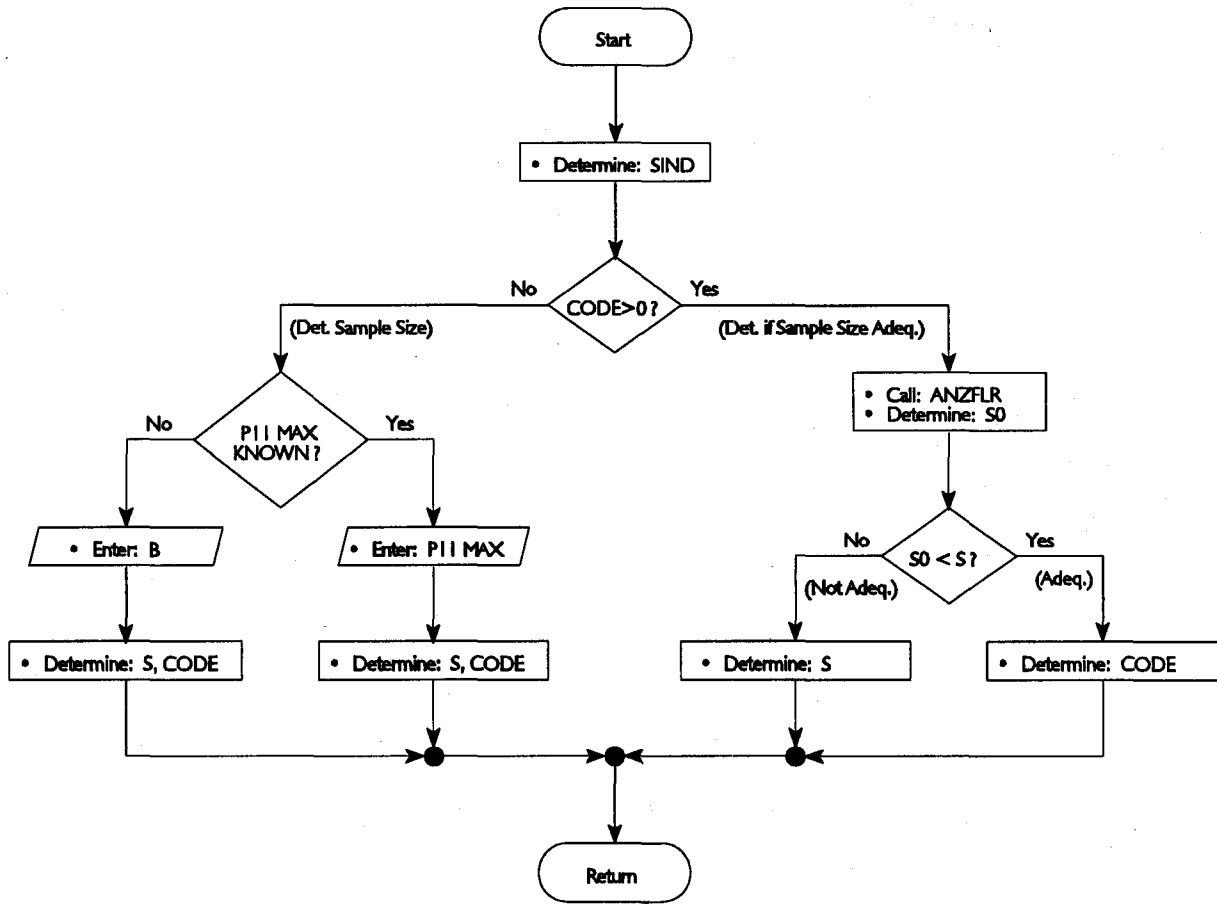 Start
• Determine: SIND
CODE>0 ?
No
Yes
(Det. Sample Size)
(Det. if Sample Size Adeq.)
P11 MAX
KNOWN ?
No
Yes
• Call: ANZFLR
• Determine: S0
• Enter: B
• Enter: P11 MAX
S0 < S ?
No
Yes
(Not Adeq.)
(Adeq.)
• Determine: S, CODE
• Determine: S, CODE
• Determine: S
• Determine: CODE
Return